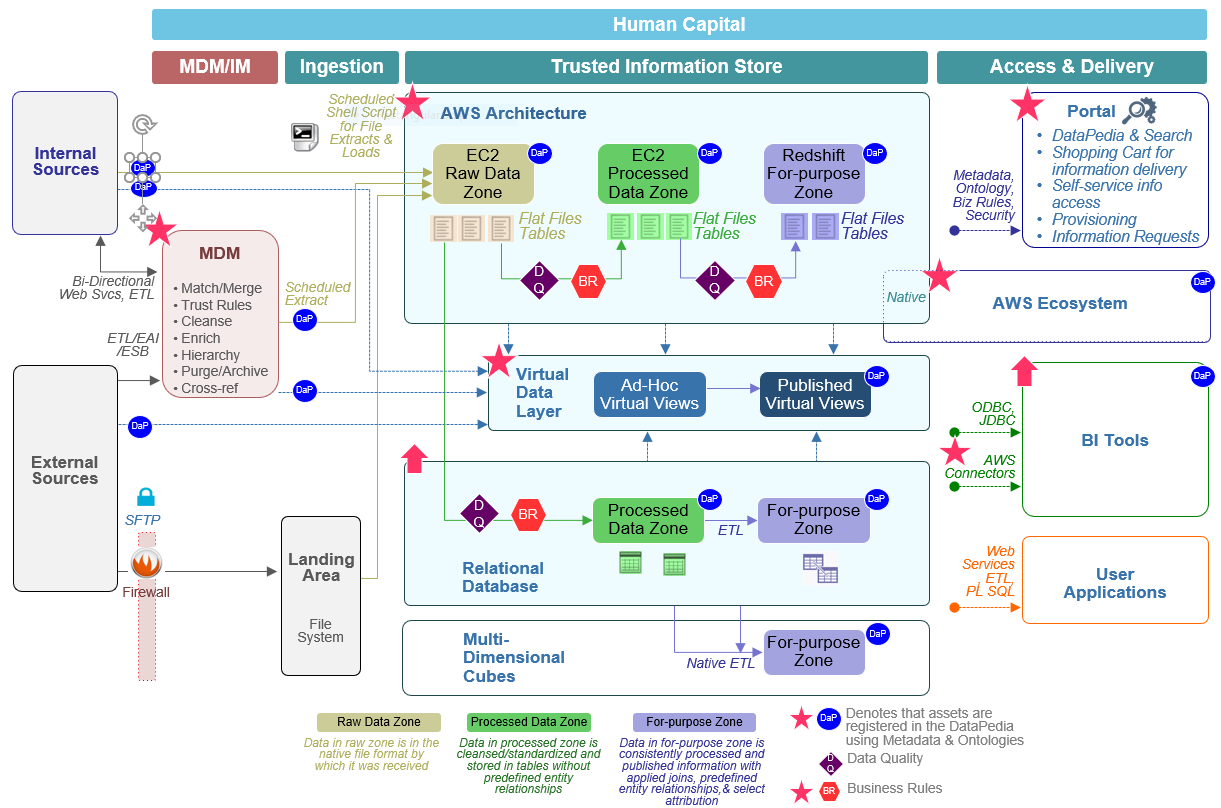 Human Capital
MDM/IM
Ingestion
Trusted Information Store
Access & Delivery
Internal
Sources
DaP
DaP
Scheduled
Shell Script
for File
Extracts &
Loads
AWS Architecture
EC2
Raw Data
Zone
DaP
EC2
Processed
Data Zone
DaP
Redshift
For-purpose
Zone
DaP
Flat Files
Tables
Flat Files
Tables
Flat Files
Tables
D
Q
BR
D
Q
BR
Metadata,
Ontology,
Biz Rules,
Security
Portal
• DataPedia & Search
• Shopping Cart for
information delivery
• Self-service info
access
• Provisioning
• Information Requests
Bi-Directional
Web Svcs, ETL
MDM
• Match/Merge
• Trust Rules
• Cleanse
• Enrich
• Hierarchy
• Purge/Archive
• Cross-ref
Scheduled
Extract
DaP
DaP
ETL/EAI
/ESB
Native
AWS Ecosystem
DaP
Virtual
Data
Layer
Ad-Hoc
Virtual Views
Published
Virtual Views
DaP
External
Sources
DaP
SFTP
Firewall
Landing
Area
File
System
D
Q
BR
Processed
Data Zone
DaP
ETL
For-purpose
Zone
DaP
Relational
Database
ODBC,
JDBC
AWS
Connectors
BI Tools
DaP
Web
Services
ETL,
PL SQL
User
Applications
Multi-
Dimensional
Cubes
Native ETL
For-purpose
Zone
DaP
Raw Data Zone
Data in raw zone is in the
native file format by
which it was received
Processed Data Zone
Data in processed zone is
cleansed/standardized and
stored in tables without
predefined entity
relationships
For-purpose Zone
Data in for-purpose zone is
consistently processed and
published information with
applied joins, predefined
entity relationships,& select
attribution
DaP
Denotes that assets are
registered in the DataPedia
using Metadata & Ontologies
D
Q
Data Quality
BR
Business Rules